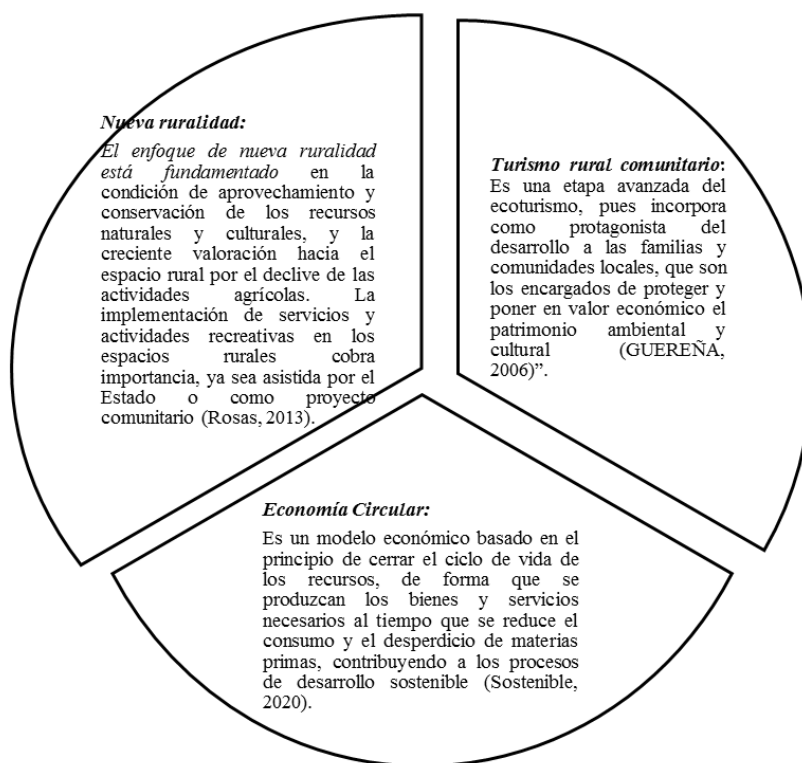 Nueva ruralidad:
El enfoque de nueva ruralidad
está fundamentado en la
condición de aprovechamiento y
conservación de los recursos
naturales y culturales, y la
creciente valoración hacia el
espacio rural por el declive de las
actividades agrícolas. La
implementación de servicios y
actividades recreativas en los
espacios rurales cobra
importancia, ya sea asistida por el
Estado o como proyecto
comunitario (Rosas, 2013).
Turismo rural comunitario:
Es una etapa avanzada del
ecoturismo, pues incorpora
como protagonista del
desarrollo a las familias y
comunidades locales, que son
los encargados de proteger y
poner en valor económico el
patrimonio ambiental y
cultural (GUEREÑA,
2006)”.
Economía Circular:
Es un modelo económico basado en el
principio de cerrar el ciclo de vida de
los recursos, de forma que se
produzcan los bienes y servicios
necesarios al tiempo que se reduce el
consumo y el desperdicio de materias
primas, contribuyendo a los procesos
de desarrollo sostenible (Sostenible,
2020).